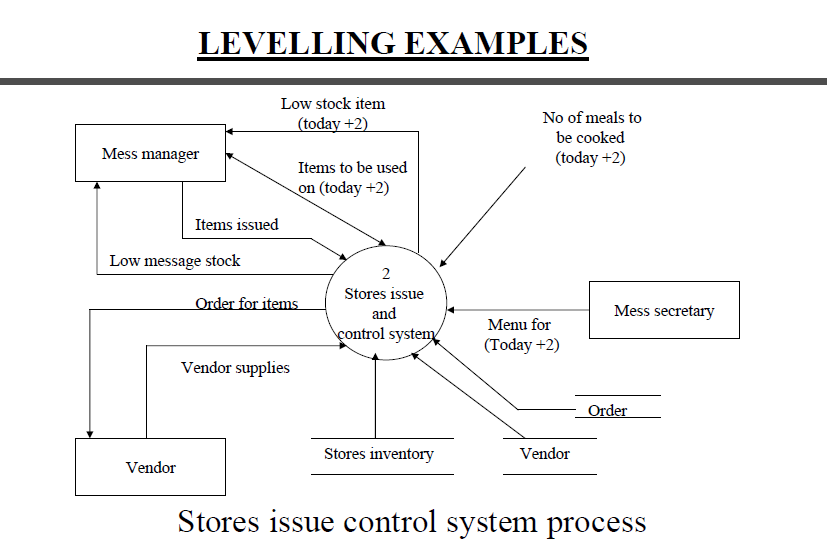 LEVELLING EXAMPLES
Low stock item
(today +2)
No of meals to
be cooked
(today +2)
Mess manager
Items to be used
on (today +2)
Items issued
Low message stock
2
Stores issue
and
control system
Order for items
Mess secretary
Menu for
(Today +2)
Vendor supplies
Order
Vendor
Stores inventory
Vendor
Stores issue control system process